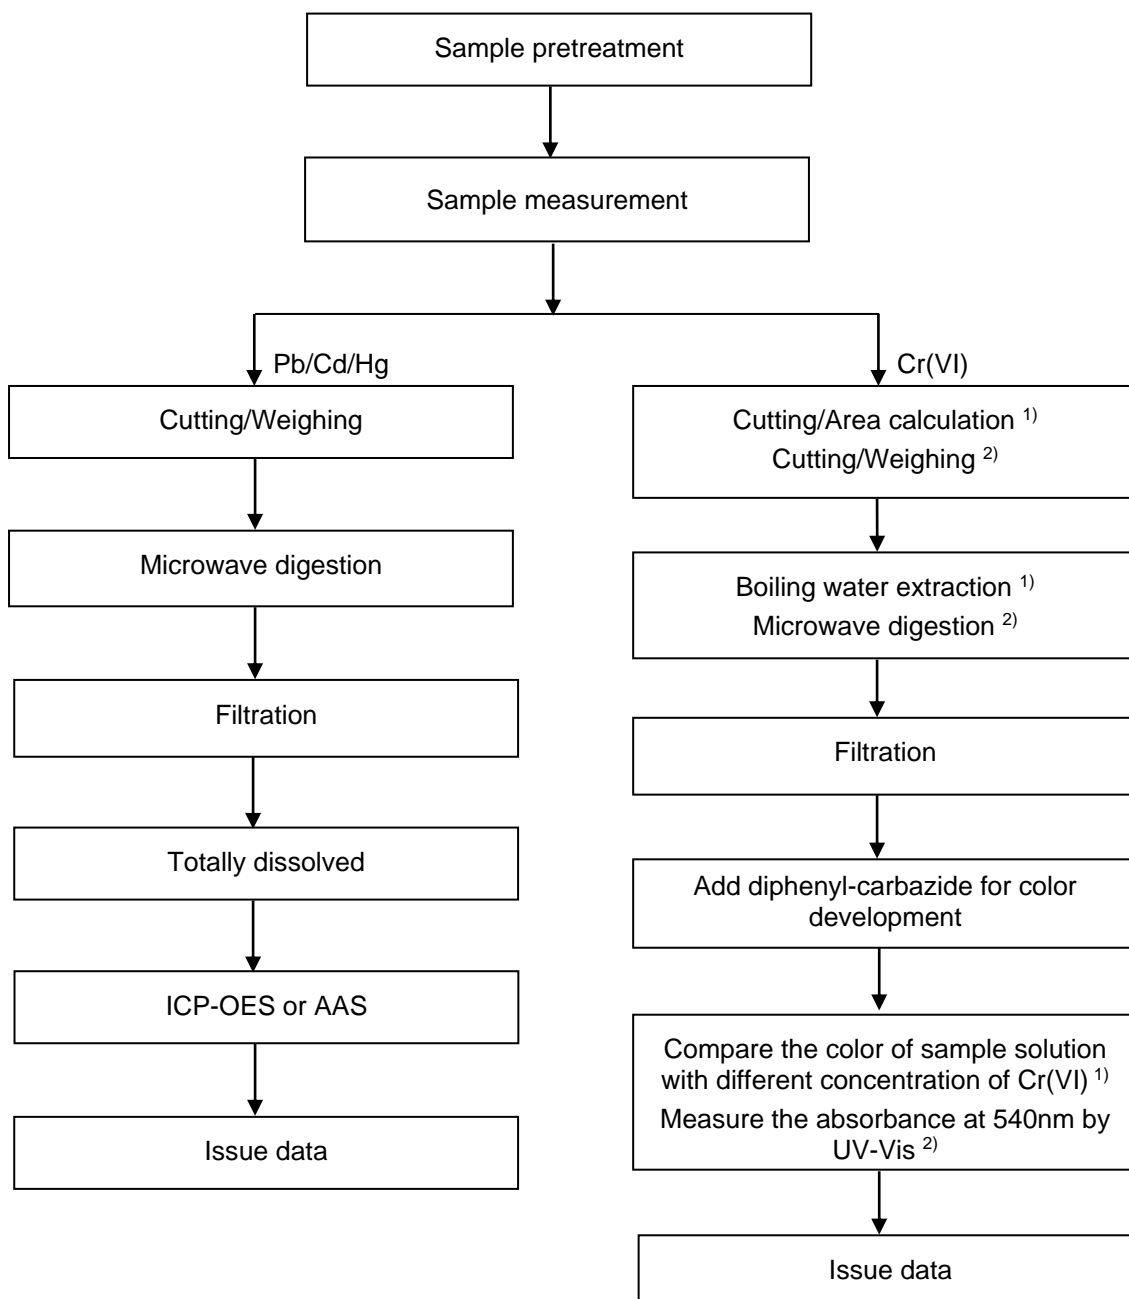 Sample pretreatment
Sample measurement
Pb/Cd/Hg
Cutting/Weighing
Microwave digestion
Filtration
Totally dissolved
ICP-OES or AAS
Issue data
Cr(VI)
Cutting/Area calculation 1)
Cutting/Weighing 2)
Boiling water extraction 1)
Microwave digestion 2)
Filtration
Add diphenyl-carbazide for color
development
Compare the color of sample solution
with different concentration of Cr(VI) 1)
Measure the absorbance at 540nm by
UV-Vis 2)
Issue data